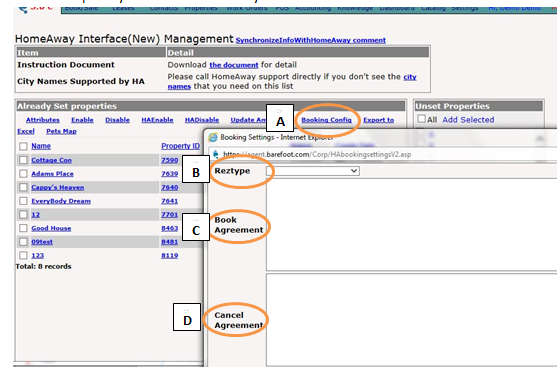 Book/Sale Leases Contacts Properties Work Orders POS Accounting Knowledge Dashboard Catalog Settings Hi, Demo Demo
HomeAway Interface(New) Management SynchronizeInfoWithHomeAway comment
Item Detail
Instruction Document Download the document for detail
City Names Supported by HA Please call HomeAway support directly if you don't see the city names that you need on this list
Already Set properties
Attributes Enable Disable HAEnable HADisable Update Am Booking Config Export to
Excel Pets Map
Name Property ID
Cottage Con 7590
Adams Place 7639
Cappy's Heaven 7640
EveryBody Dream 7641
12 7701
Good House 8463
09test 8481
123 8119
Total: 8 records
Unset Properties
All Add Selected
A
Booking Settings - Internet Explorer
https://agent.barefoot.com/Corp/HAbookingsettingsV2.asp
B
Reztype
C
Book
Agreement
D
Cancel
Agreement